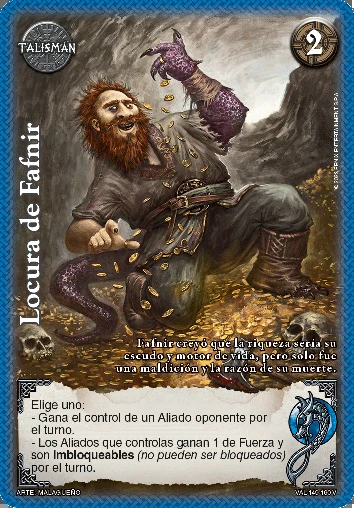 TALISMAN
2
Locura de Fafnir
Fafnir creyó que la riqueza sería su
escudo y motor de vida, pero sólo fue
una maldición y la razón de su muerte.
Elige uno:
- Gana el control de un Aliado oponente por
el turno.
- Los Aliados que controlas ganan 1 de Fuerza y
son Imbloqueables (no pueden ser bloqueados)
por el turno.
ARTE: MALAGUEÑO